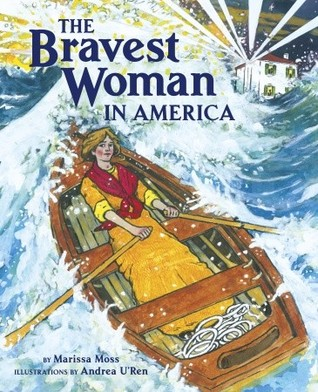 THE
Bravest
Woman
IN AMERICA
BY Marissa Moss
ILLUSTRATIONS BY Andrea U'Ren